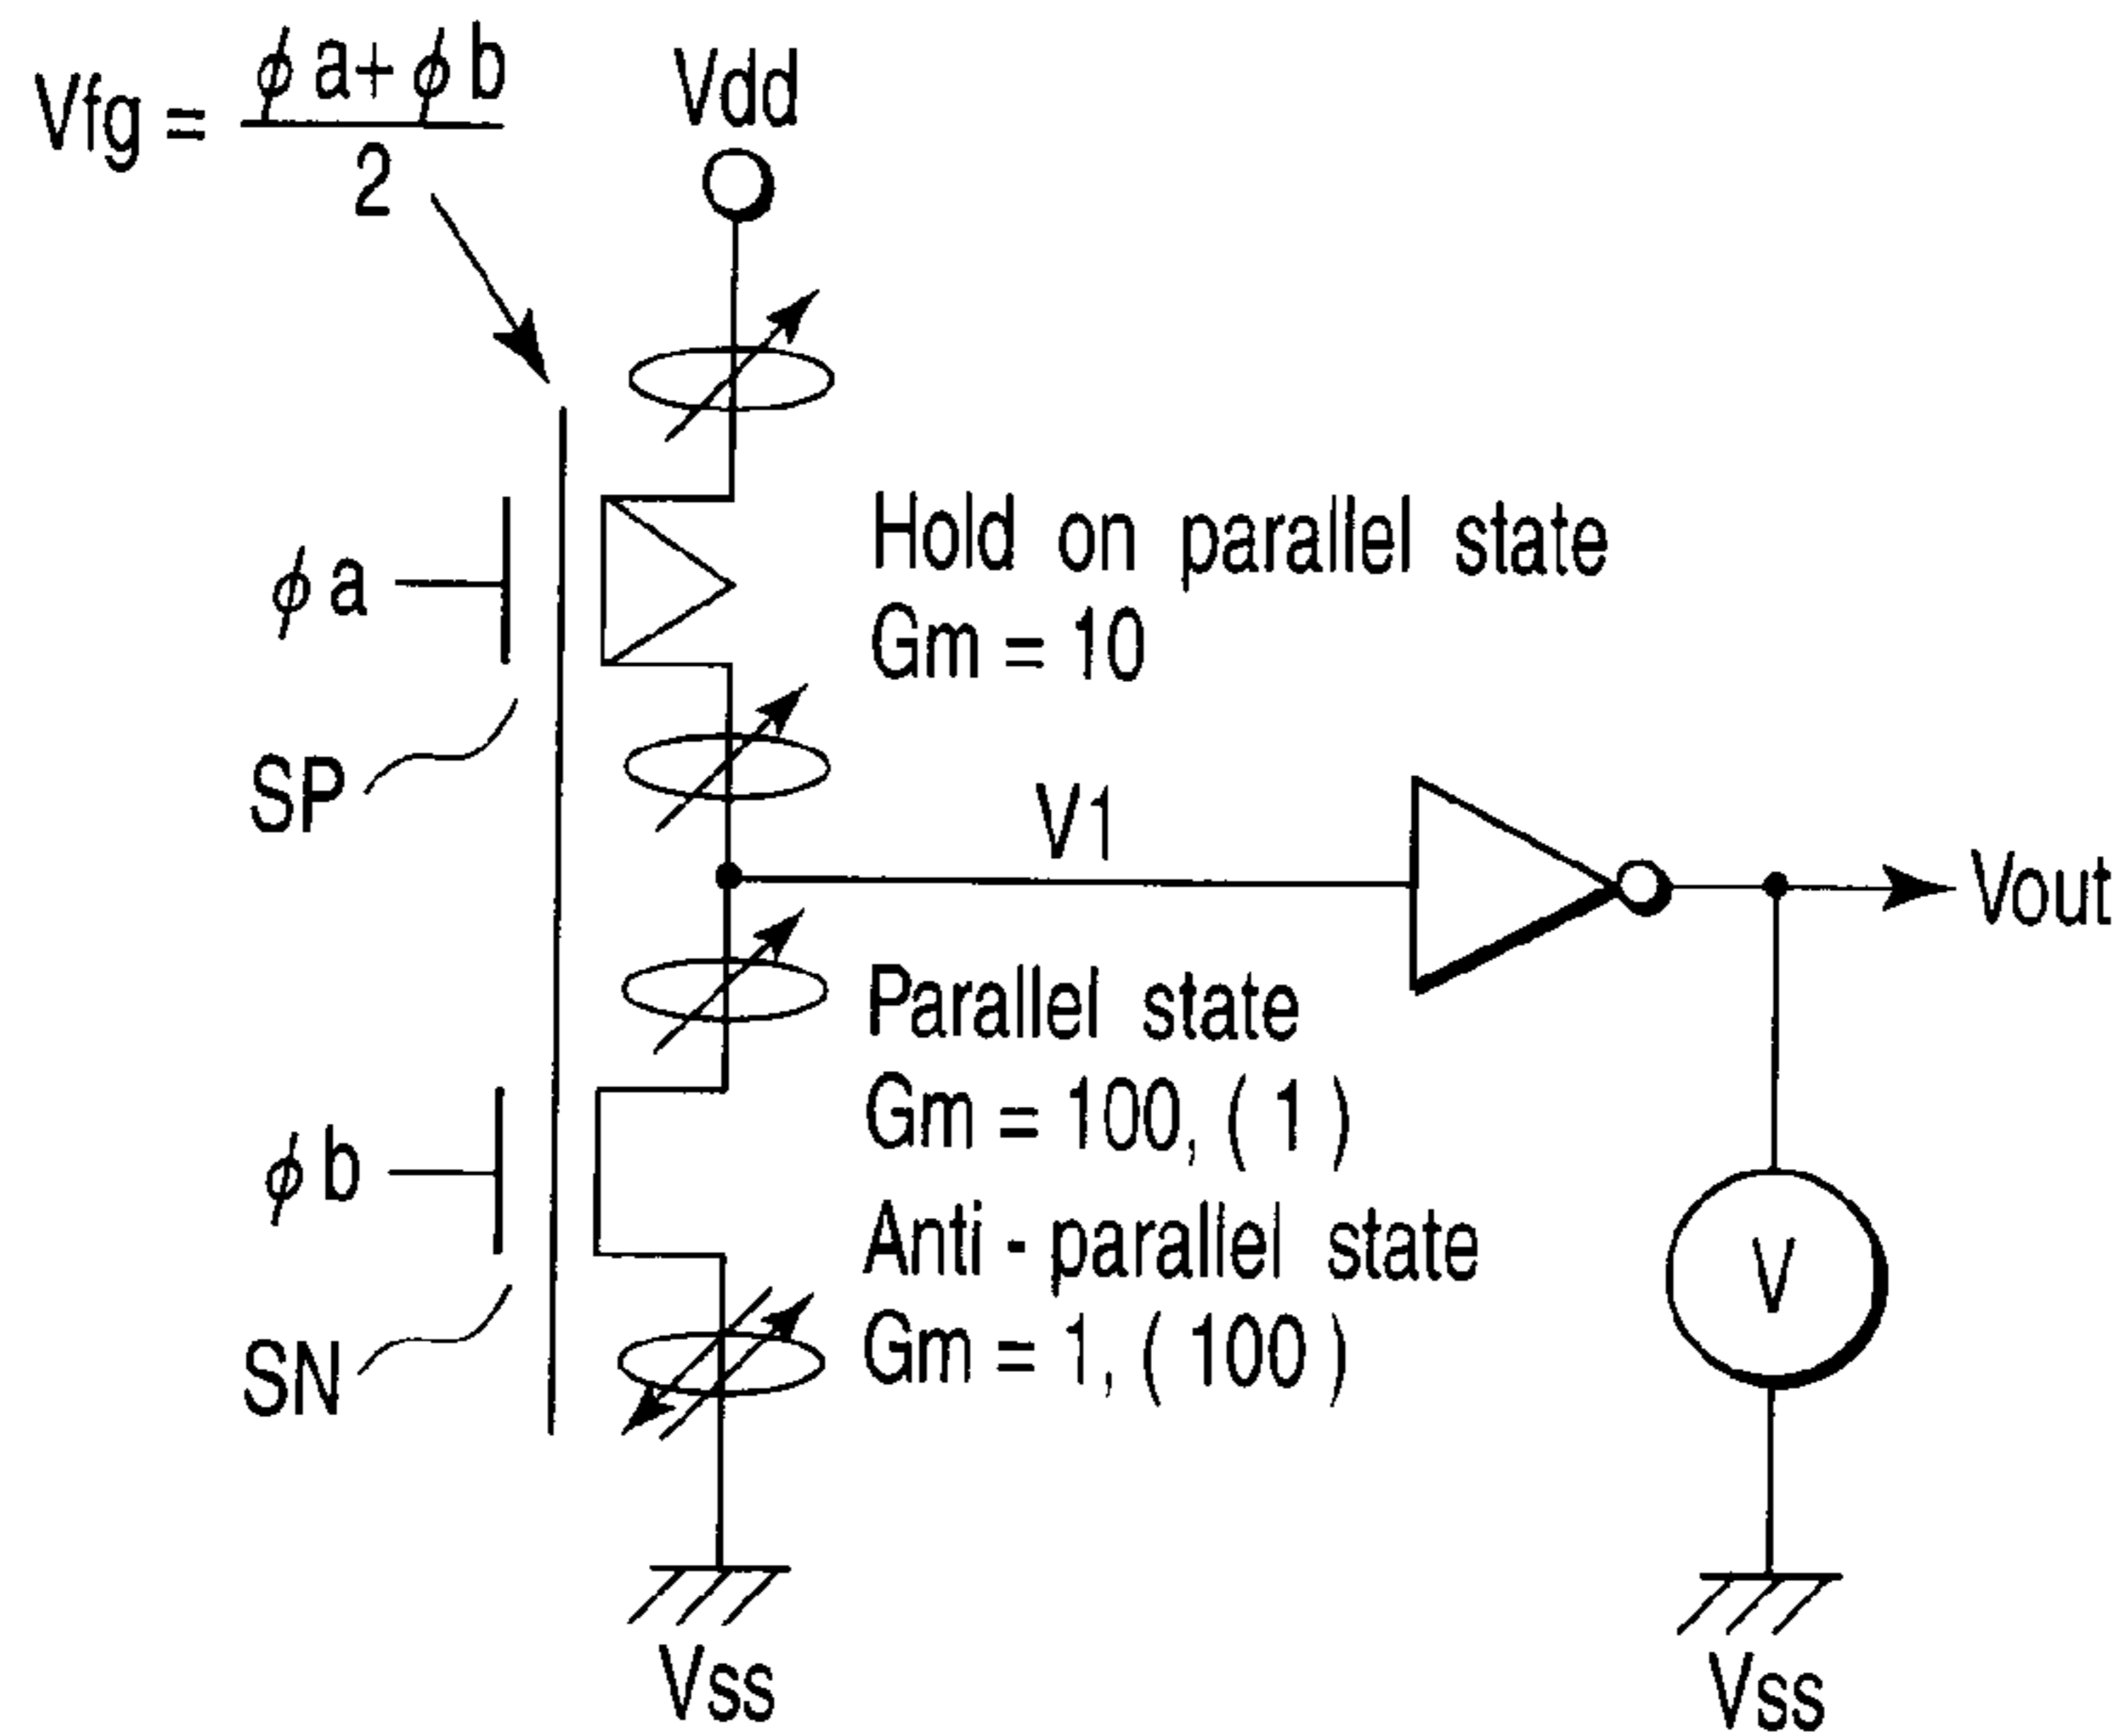 Vfg = ϕa+ϕb / 2
Vdd
Hold on parallel state
Gm = 10
ϕa
SP
V1
Vout
Parallel state
Gm = 100, ( 1 )
ϕb
Anti - parallel state
Gm = 1, ( 100 )
V
SN
Vss
Vss